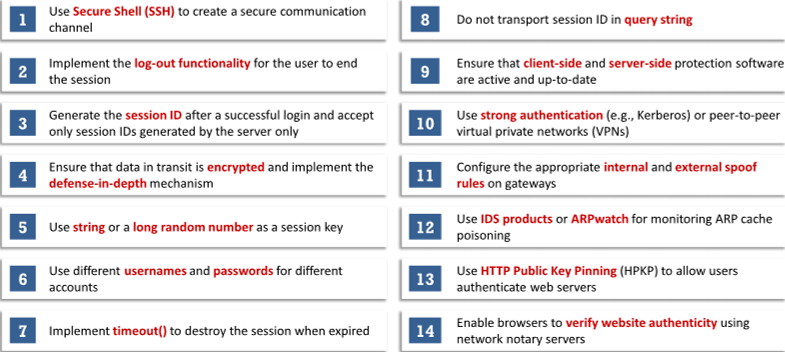 1
Use Secure Shell (SSH) to create a secure communication
channel
2
Implement the log-out functionality for the user to end
the session
3
Generate the session ID after a successful login and accept
only session IDs generated by the server only
4
Ensure that data in transit is encrypted and implement the
defense-in-depth mechanism
5
Use string or a long random number as a session key
6
Use different usernames and passwords for different
accounts
7
Implement timeout() to destroy the session when expired
8
Do not transport session ID in query string
9
Ensure that client-side and server-side protection software
are active and up-to-date
10
Use strong authentication (e.g., Kerberos) or peer-to-peer
virtual private networks (VPNs)
11
Configure the appropriate internal and external spoof
rules on gateways
12
Use IDS products or ARPwatch for monitoring ARP cache
poisoning
13
Use HTTP Public Key Pinning (HPKP) to allow users
authenticate web servers
14
Enable browsers to verify website authenticity using
network notary servers